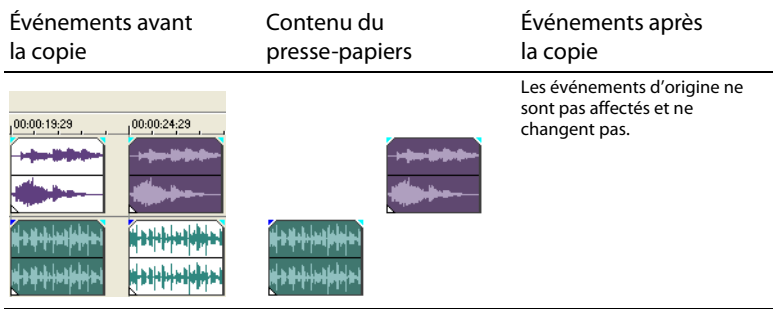 Événements avant
la copie
Contenu du
presse-papiers
Événements après
la copie
Les événements d'origine ne
sont pas affectés et ne
changent pas.
00:00:19:29
00:00:24:29